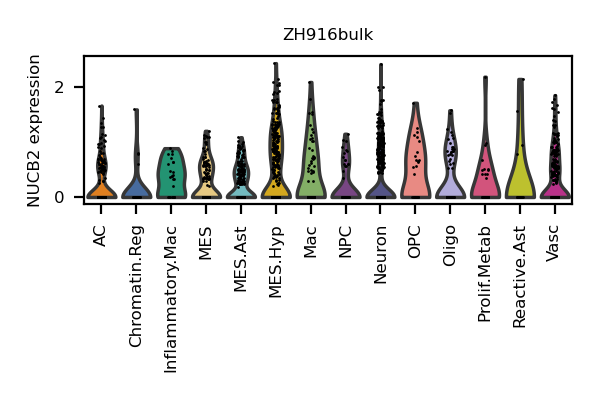 ZH916bulk
NUCB2 expression
2
0
AC
Chromatin.Reg
Inflammatory.Mac
MES
MES.Ast
MES.Hyp
Mac
NPC
Neuron
OPC
Oligo
Prolif.Metab
Reactive.Ast
Vasc